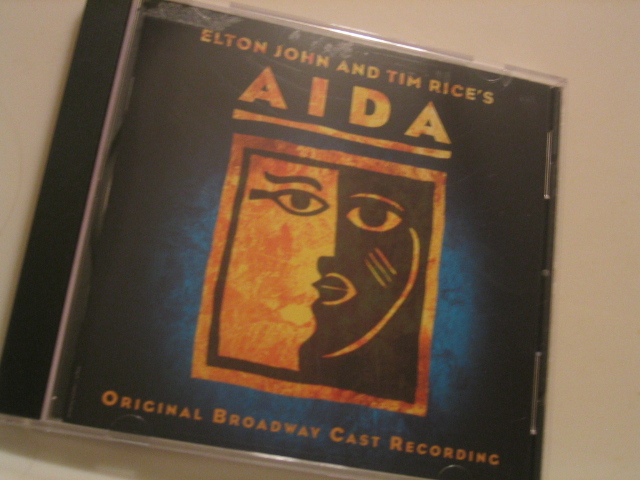 ELTON JOHN AND TIM RICE'S
AIDA
ORIGINAL BROADWAY CAST RECORDING